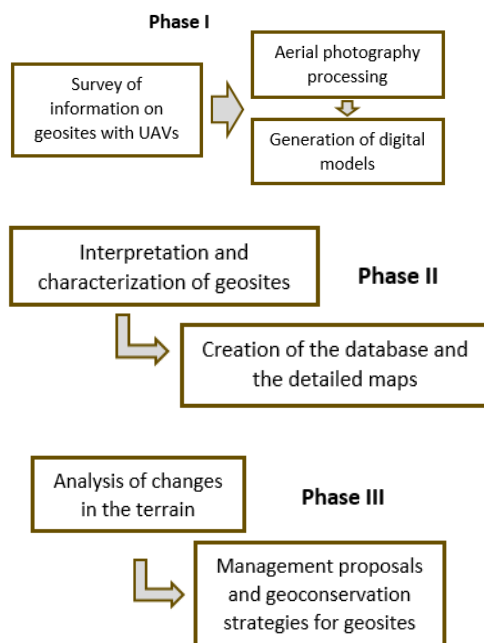 Phase I
Survey of
information on
geosites with UAVs
Aerial photography
processing
Generation of digital
models
Interpretation and
characterization of geosites
Phase II
Creation of the database and
the detailed maps
Analysis of changes
in the terrain
Phase III
Management proposals
and geoconservation
strategies for geosites